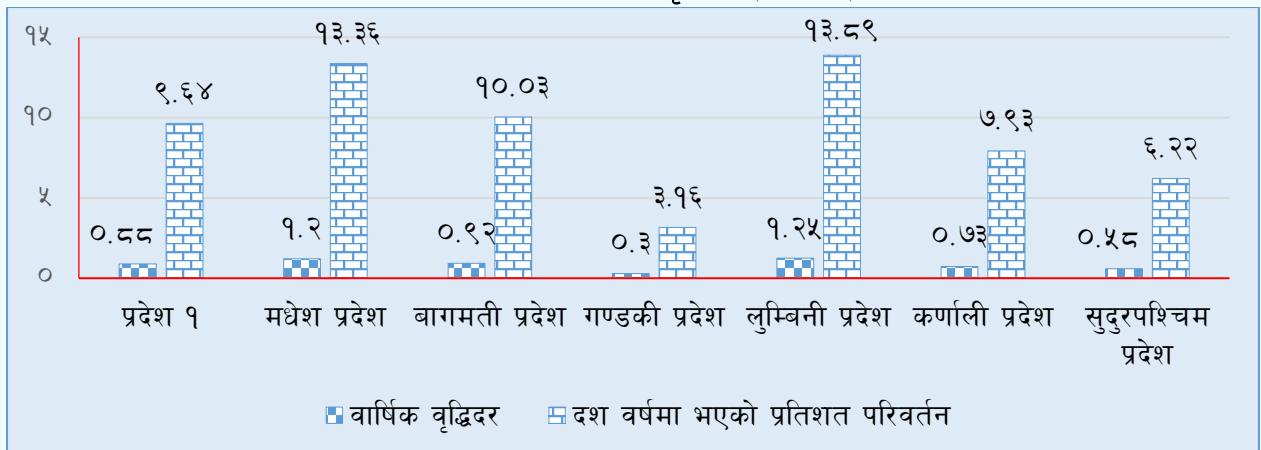 १५
१०
५
०
९.६४
१३.३६
१०.०३
३.१६
१३.८९
७.९३
६.२२
०.८८
१.२
०.९२
०.३
१.२५
०.७३
०.५८
प्रदेश १
मधेश प्रदेश
बागमती प्रदेश
गण्डकी प्रदेश
लुम्बिनी प्रदेश
कर्णाली प्रदेश
सुदुरपश्चिम
प्रदेश
वार्षिक वृद्धिदर
दश वर्षमा भएको प्रतिशत परिवर्तन